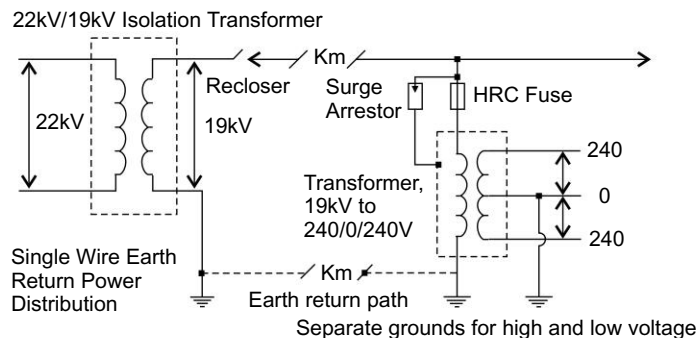 22kV/19kV Isolation Transformer
Km
Recloser
Surge
Arrestor
HRC Fuse
22kV
19kV
240
Transformer,
19kV to
240/0/240V
0
240
Single Wire Earth
Return Power
Distribution
Km
Earth return path
Separate grounds for high and low voltage